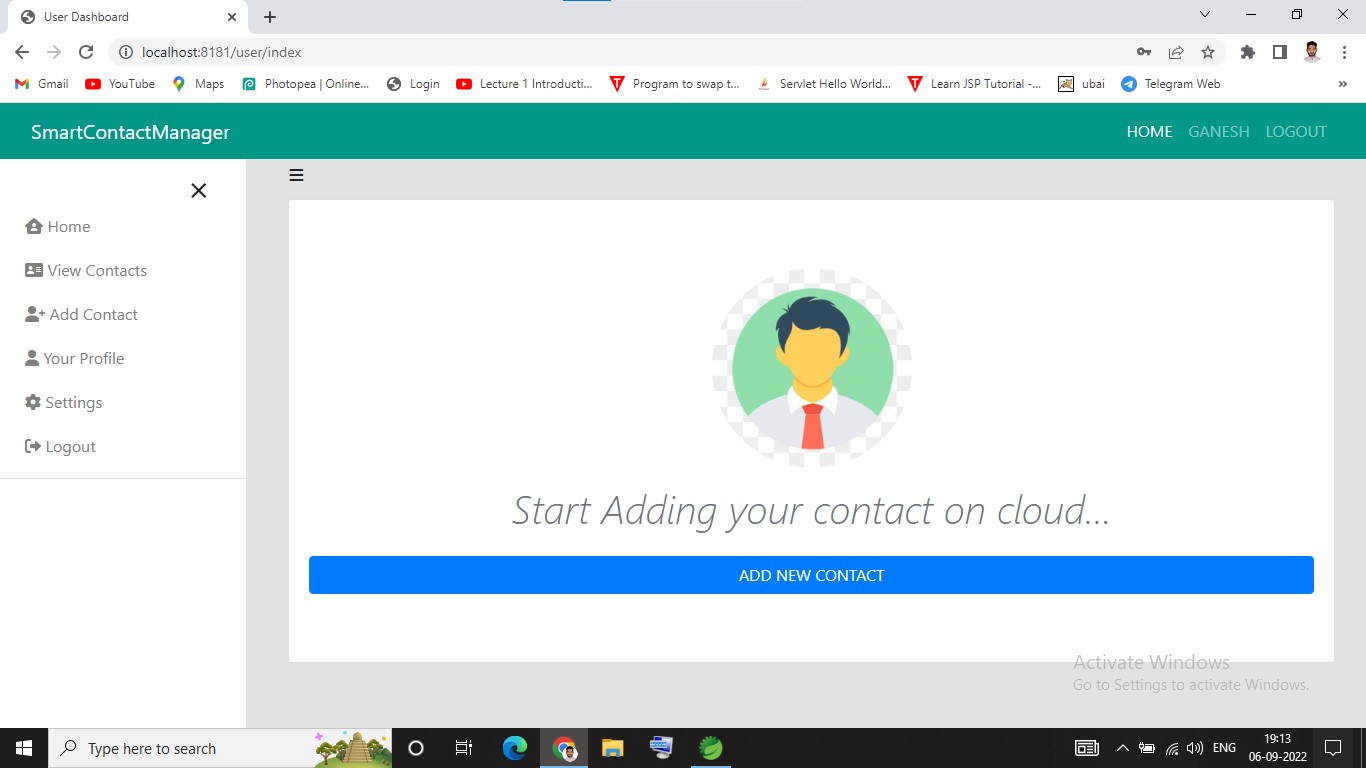 User Dashboard
localhost:8181/user/index
Gmail YouTube Maps Photopea | Online... Login Lecture 1 Introducti... Program to swap t... Servlet Hello World... Learn JSP Tutorial -... ubai Telegram Web »
SmartContactManager HOME GANESH LOGOUT
Home
View Contacts
Add Contact
Your Profile
Settings
Logout
Start Adding your contact on cloud...
ADD NEW CONTACT
Activate Windows
Go to Settings to activate Windows.
Type here to search
ENG
19:13
06-09-2022